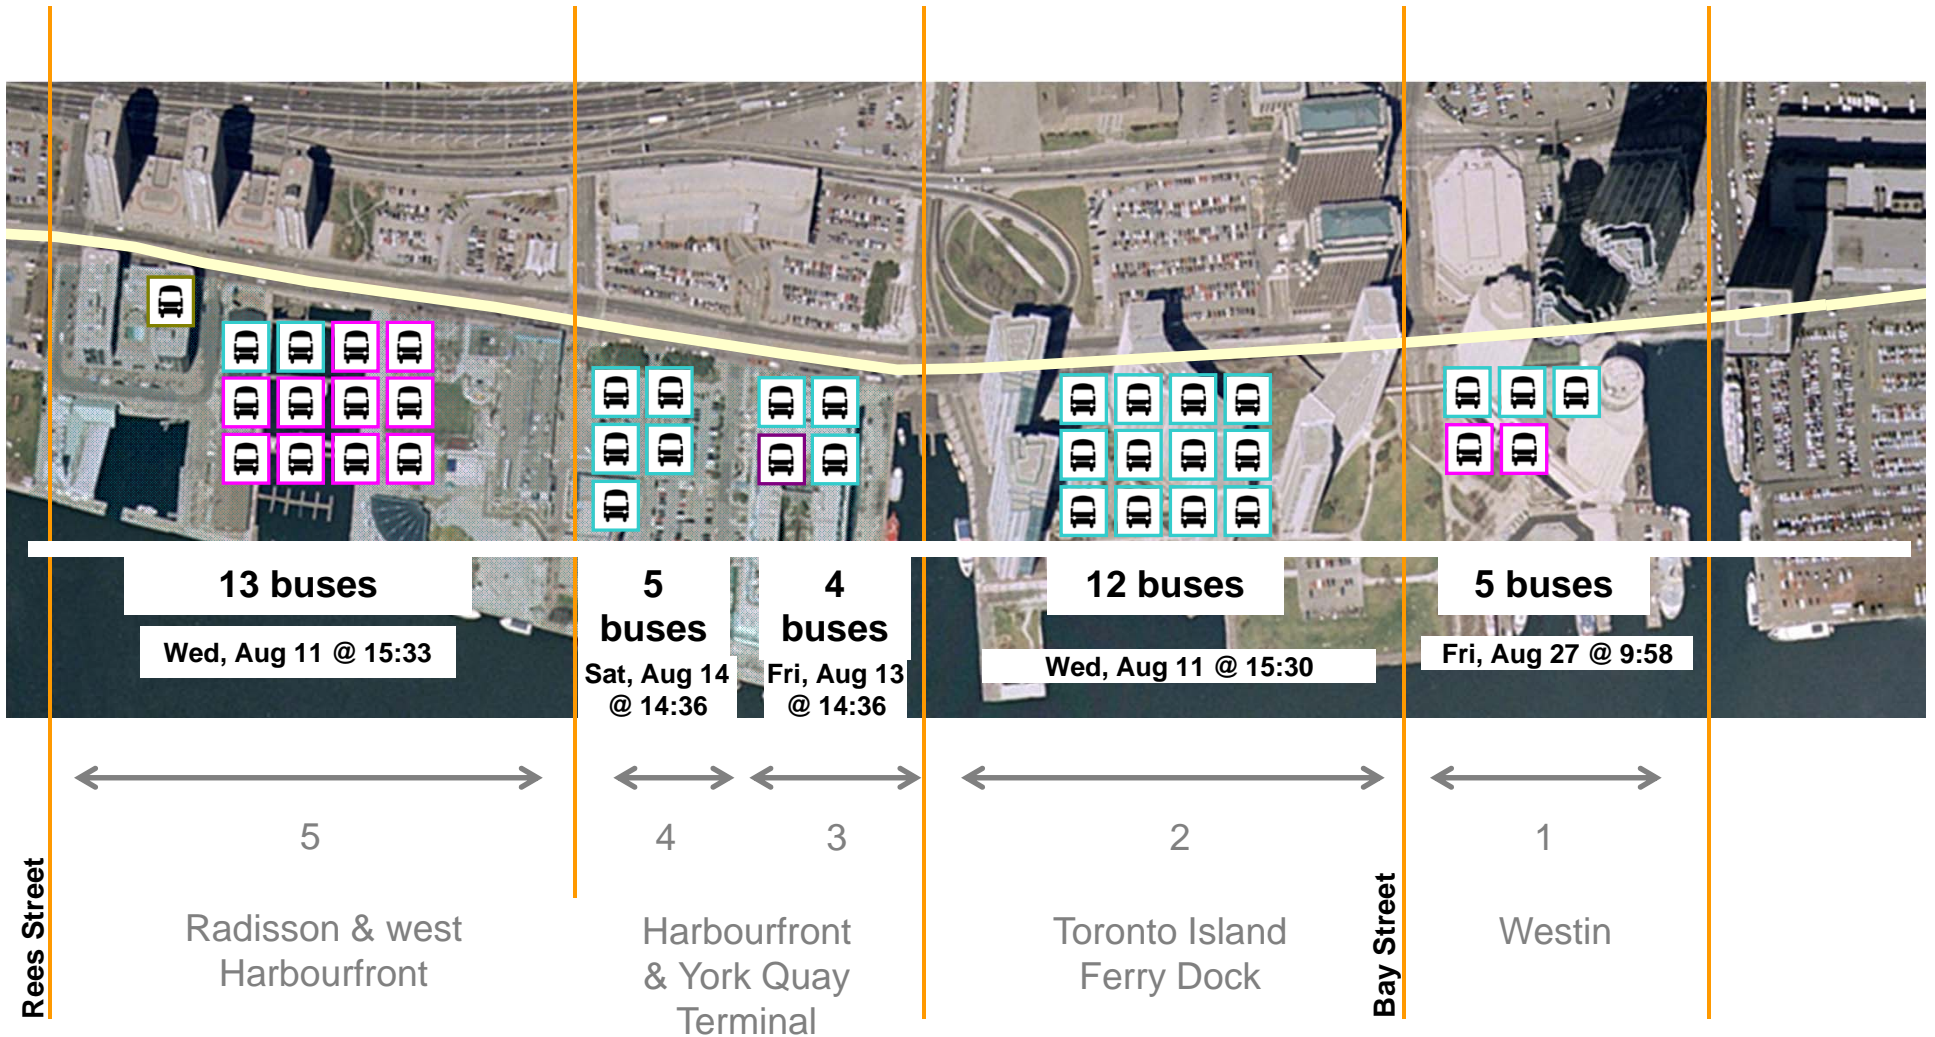 13 buses
Wed, Aug 11 @ 15:33
5
buses
Sat, Aug 14
@ 14:36
4
buses
Fri, Aug 13
@ 14:36
12 buses
Wed, Aug 11 @ 15:30
5 buses
Fri, Aug 27 @ 9:58
5
4
3
2
1
Rees Street
Radisson & west
Harbourfront
Harbourfront
& York Quay
Terminal
Toronto Island
Ferry Dock
Bay Street
Westin